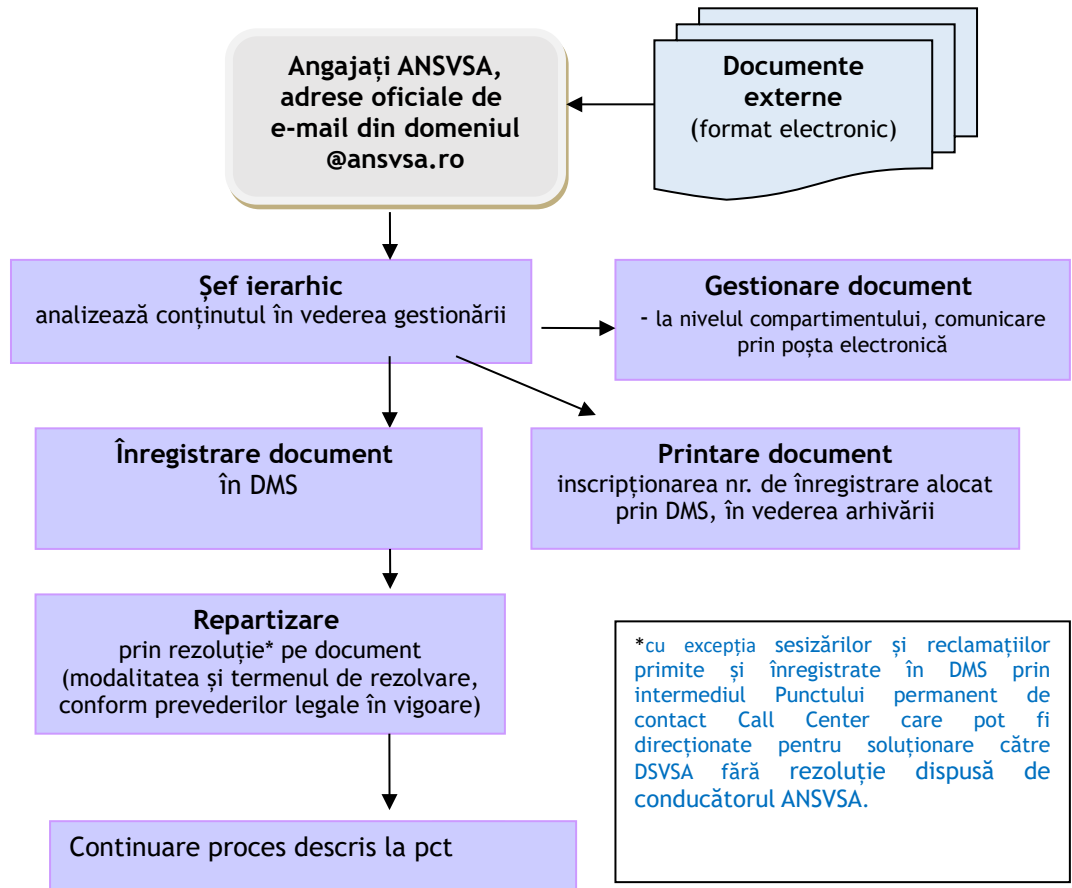 Angajați ANSVSA,
adrese oficiale de
e-mail din domeniul
@ansvsa.ro
Documente
externe
(format electronic)
Șef ierarhic
analizează conținutul în vederea gestionării
Gestionare document
- la nivelul compartimentului, comunicare
prin poșta electronică
Înregistrare document
în DMS
Printare document
inscripționarea nr. de înregistrare alocat
prin DMS, în vederea arhivării
Repartizare
prin rezoluție* pe document
(modalitatea și termenul de rezolvare,
conform prevederilor legale în vigoare)
*cu excepția sesizărilor și reclamațiilor
primite și înregistrate în DMS prin
intermediul Punctului permanent de
contact Call Center care pot fi
direcționate pentru soluționare către
DSVSA fără rezoluție dispusă de
conducătorul ANSVSA.
Continuare proces descris la pct